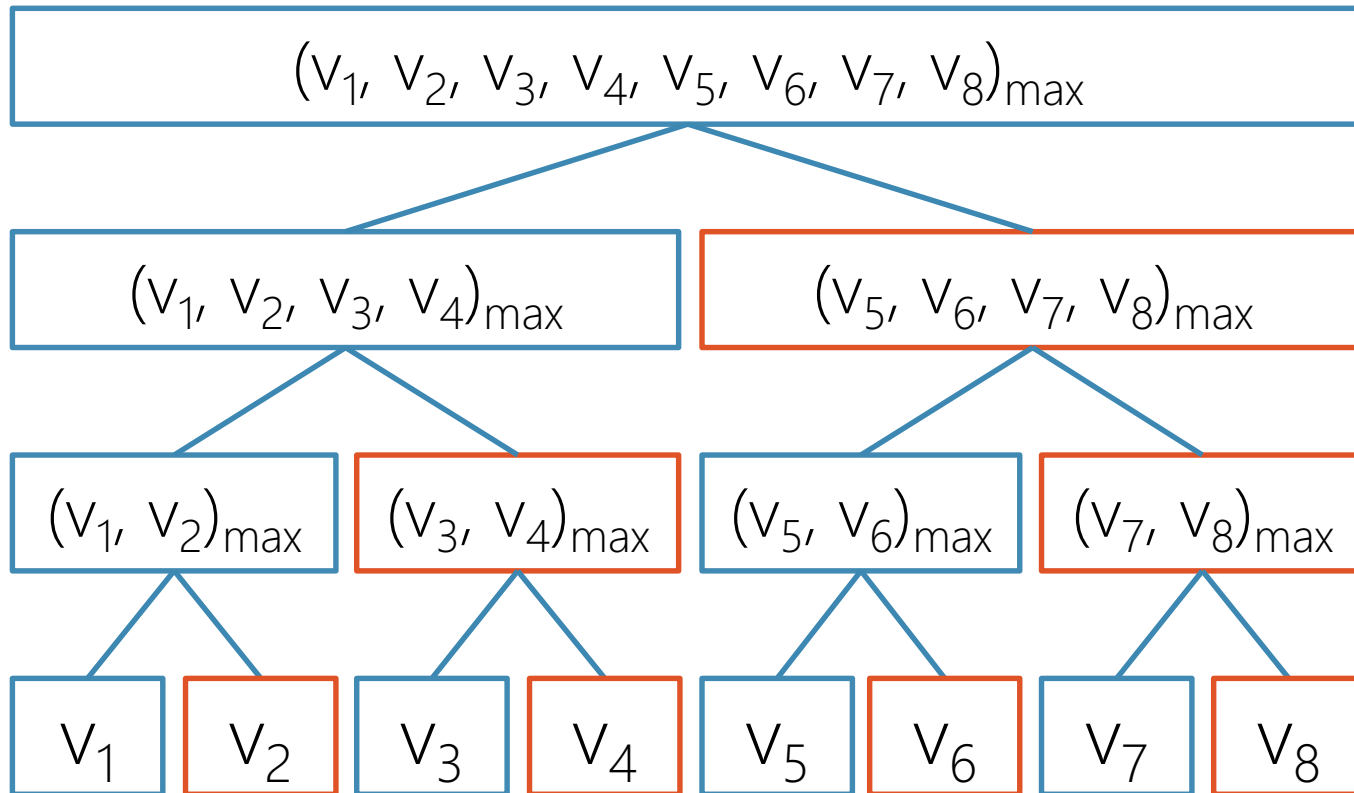 (v₁, v₂, v₃, v₄, v₅, v₆, v₇, v₈)max
(v₁, v₂, v₃, v₄)max (v₅, v₆, v₇, v₈)max
(v₁, v₂)max (v₃, v₄)max (v₅, v₆)max (v₇, v₈)max
v₁ v₂ v₃ v₄ v₅ v₆ v₇ v₈